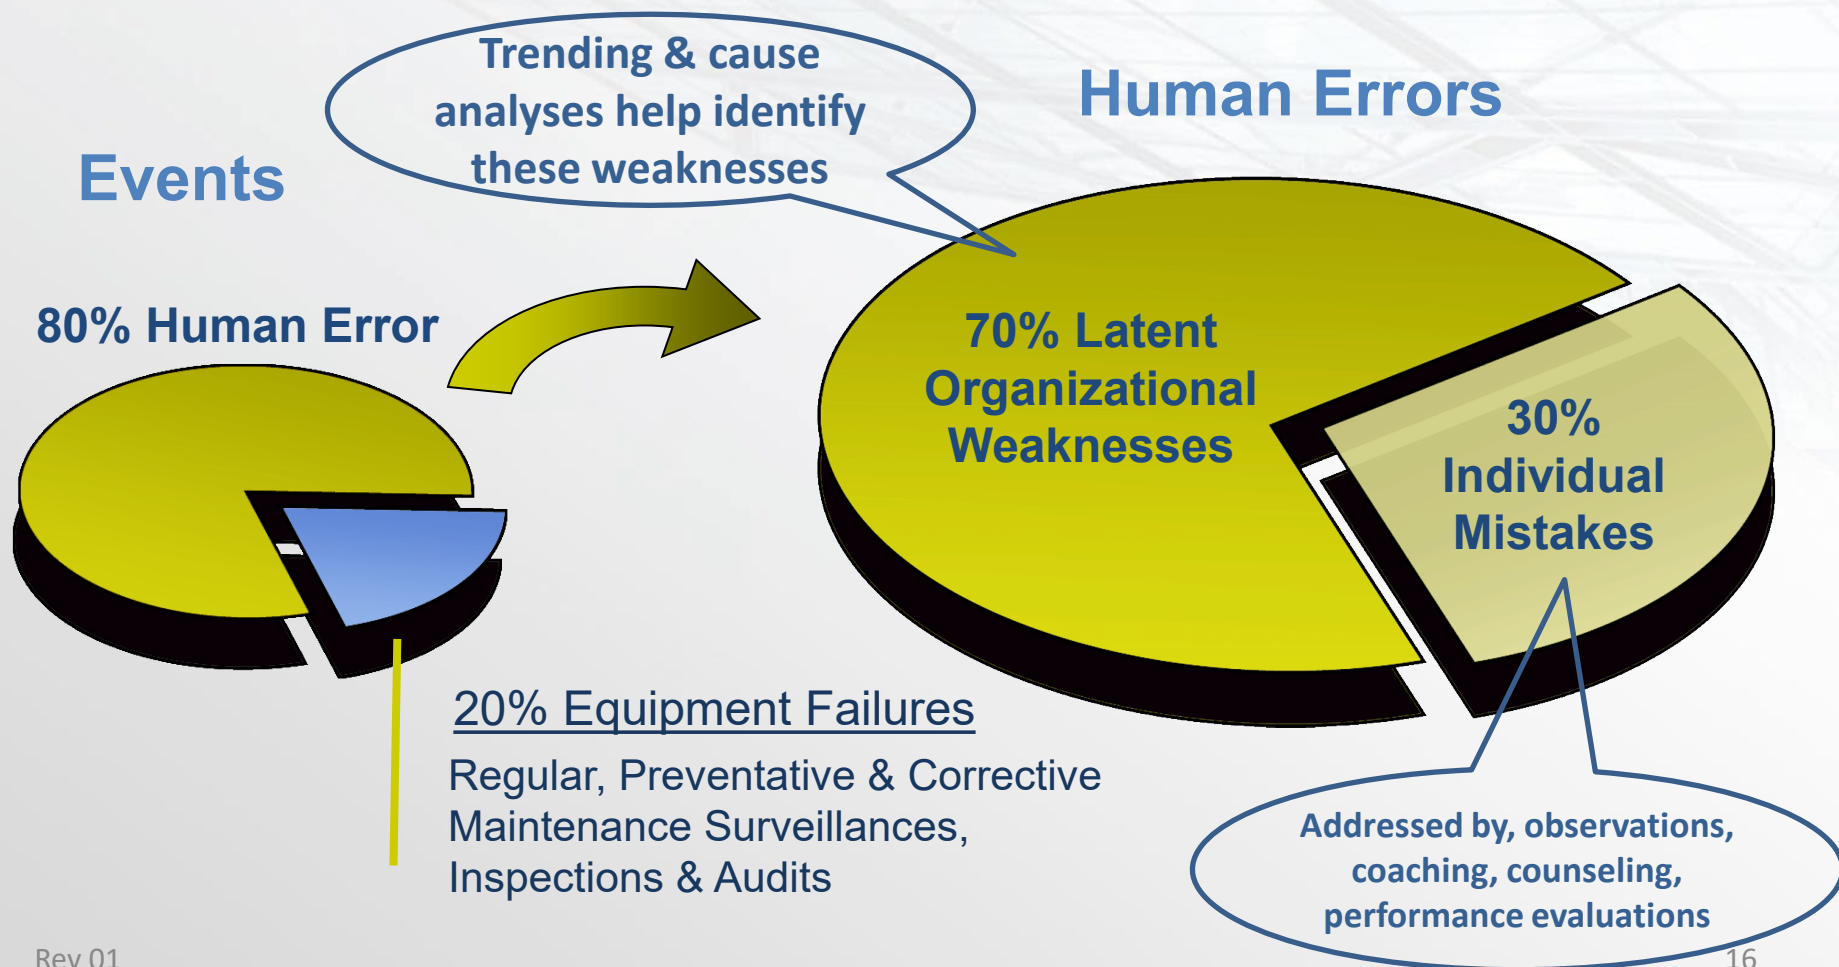 Trending & cause
analyses help identify
these weaknesses
Human Errors
Events
80% Human Error
70% Latent
Organizational
Weaknesses
30%
Individual
Mistakes
20% Equipment Failures
Regular, Preventative & Corrective
Maintenance Surveillances,
Inspections & Audits
Addressed by, observations,
coaching, counseling,
performance evaluations
Rev 01
16